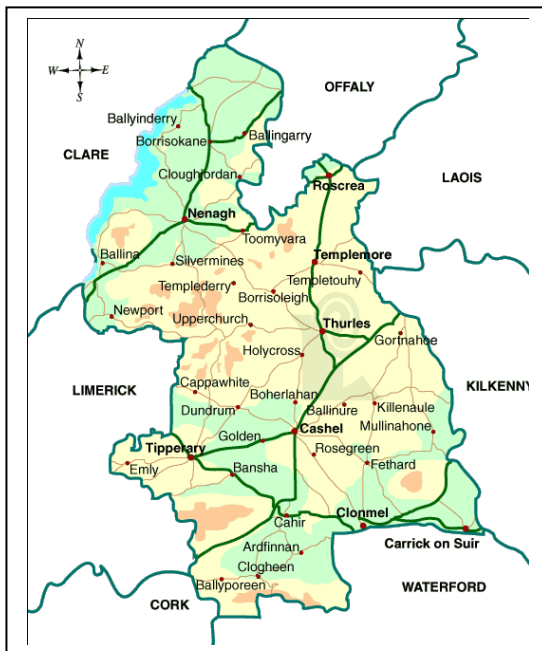 N
W E
S
OFFALY
Ballyinderry
Borrisokane
Ballingarry
CLARE
Cloughjordan
Roscrea
LAOIS
Nenagh
Toomyvara
Ballina
Silvermines
Templemore
Templetouhy
Templederry
Borrisoleigh
Newport
Upperchurch
Thurles
Gortnahoe
Holycross
LIMERICK
Cappawhite
KILKENNY
Boherlahan
Dundrum
Ballinure
Killenaule
Mullinahone
Golden
Cashel
Tipperary
Rosegreen
Emly
Bansha
Fethard
Clonmel
Cahir
Carrick on Suir
Ardfinnan
Clogheen
Ballyporeen
WATERFORD
CORK